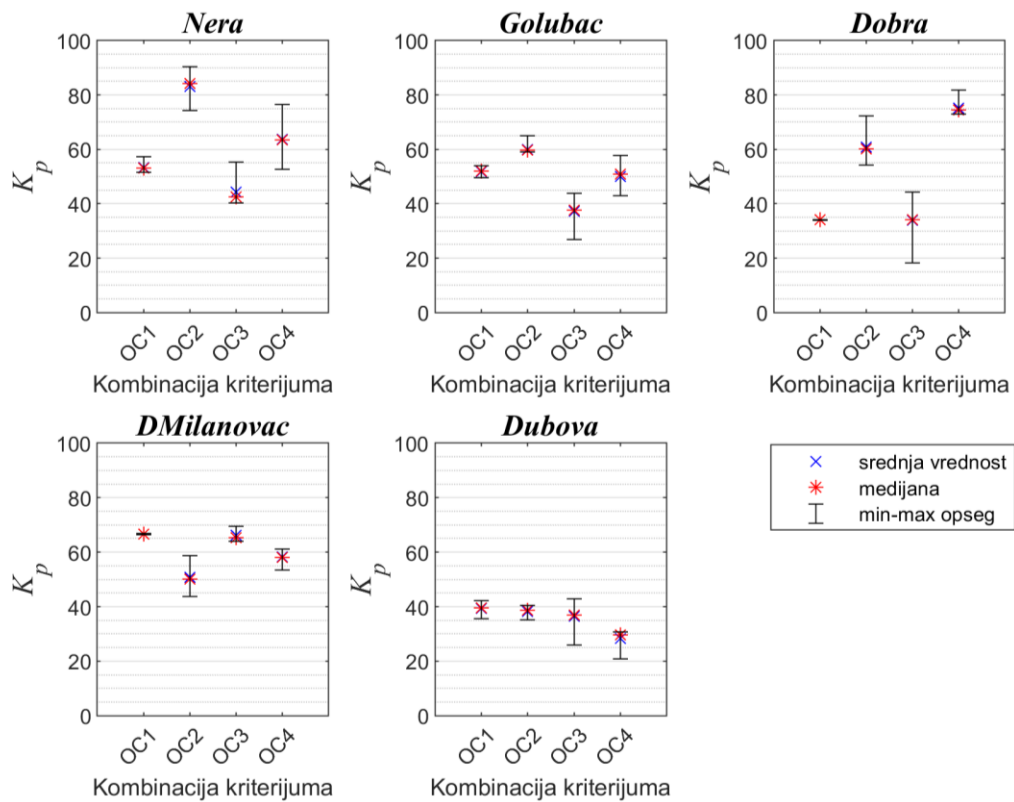 Nera
Golubac
Dobra
100
80
60
40
20
0
K_p
OC1 OC2 OC3 OC4
Kombinacija kriterijuma
100
80
60
40
20
0
K_p
OC1 OC2 OC3 OC4
Kombinacija kriterijuma
100
80
60
40
20
0
K_p
OC1 OC2 OC3 OC4
Kombinacija kriterijuma
DMilanovac
Dubova
100
80
60
40
20
0
K_p
OC1 OC2 OC3 OC4
Kombinacija kriterijuma
100
80
60
40
20
0
K_p
OC1 OC2 OC3 OC4
Kombinacija kriterijuma
srednja vrednost
medijana
min-max opseg